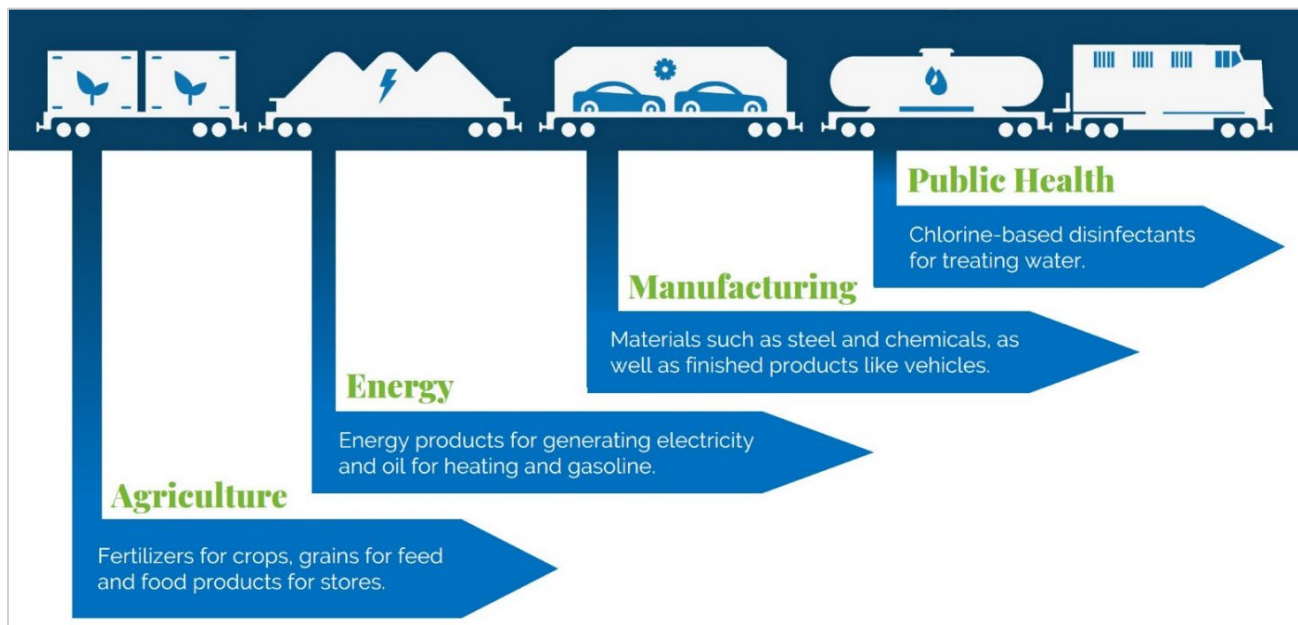 Public Health
Chlorine-based disinfectants
for treating water.
Manufacturing
Materials such as steel and chemicals, as
well as finished products like vehicles.
Energy
Energy products for generating electricity
and oil for heating and gasoline.
Agriculture
Fertilizers for crops, grains for feed
and food products for stores.